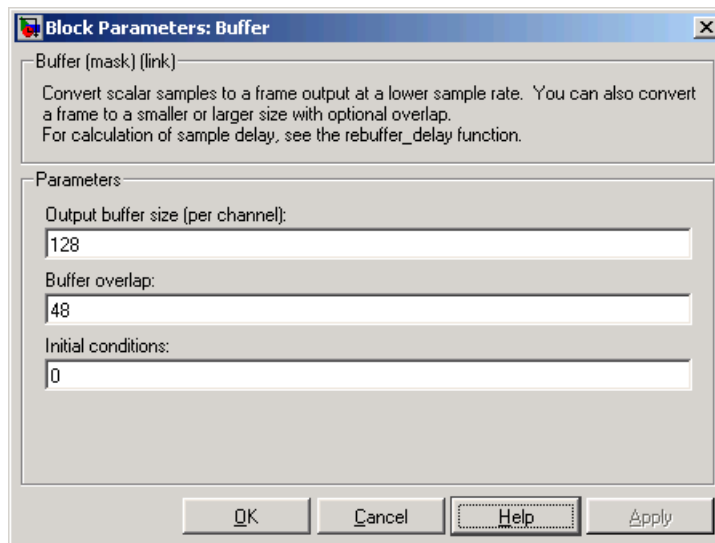 Block Parameters: Buffer
Buffer (mask) (link)
Convert scalar samples to a frame output at a lower sample rate.  You can also convert
a frame to a smaller or larger size with optional overlap.
For calculation of sample delay, see the rebuffer_delay function.
Parameters
Output buffer size (per channel):
128
Buffer overlap:
48
Initial conditions:
0
OK Cancel Help Apply